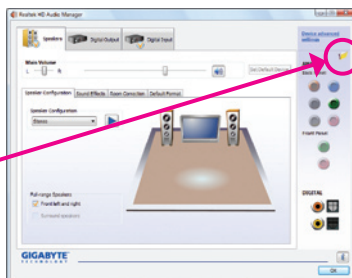 Realtek HD Audio Manager
Speakers
Digital Output
Digital Input
Device advanced
settings
Main Volume
L
R
Set Default Device
Speaker Configuration
Sound Effects
Room Correction
Default Format
Speaker Configuration
Stereo
Front Panel
Full-range Speakers
Front left and right
Surround speakers
DIGITAL
GIGABYTE
TECHNOLOGY
OK